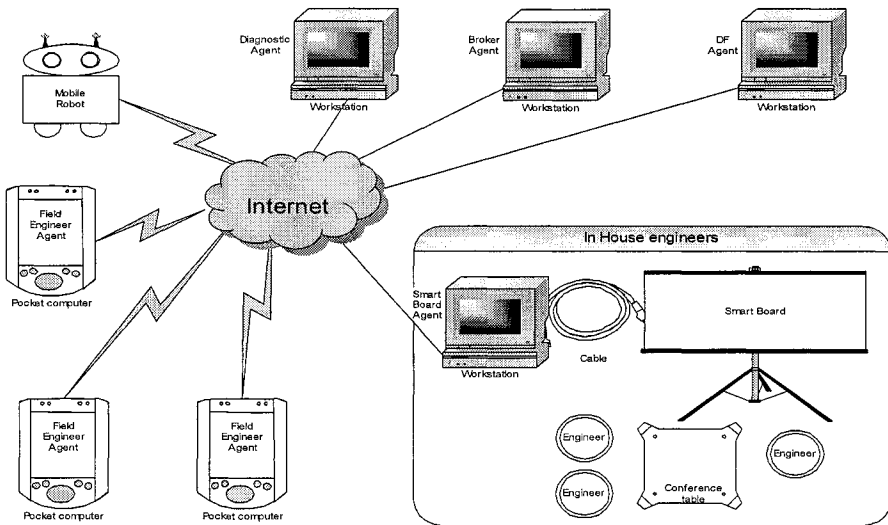 Diagnostic
Agent
Workstation
Broker
Agent
Workstation
DF
Agent
Workstation
Mobile
Robot
Internet
Field
Engineer
Agent
Pocket computer
In House engineers
Smart
Board
Agent
Workstation
Cable
Smart Board
Field
Engineer
Agent
Pocket computer
Field
Engineer
Agent
Pocket computer
Engineer
Engineer
Engineer
Conference
table